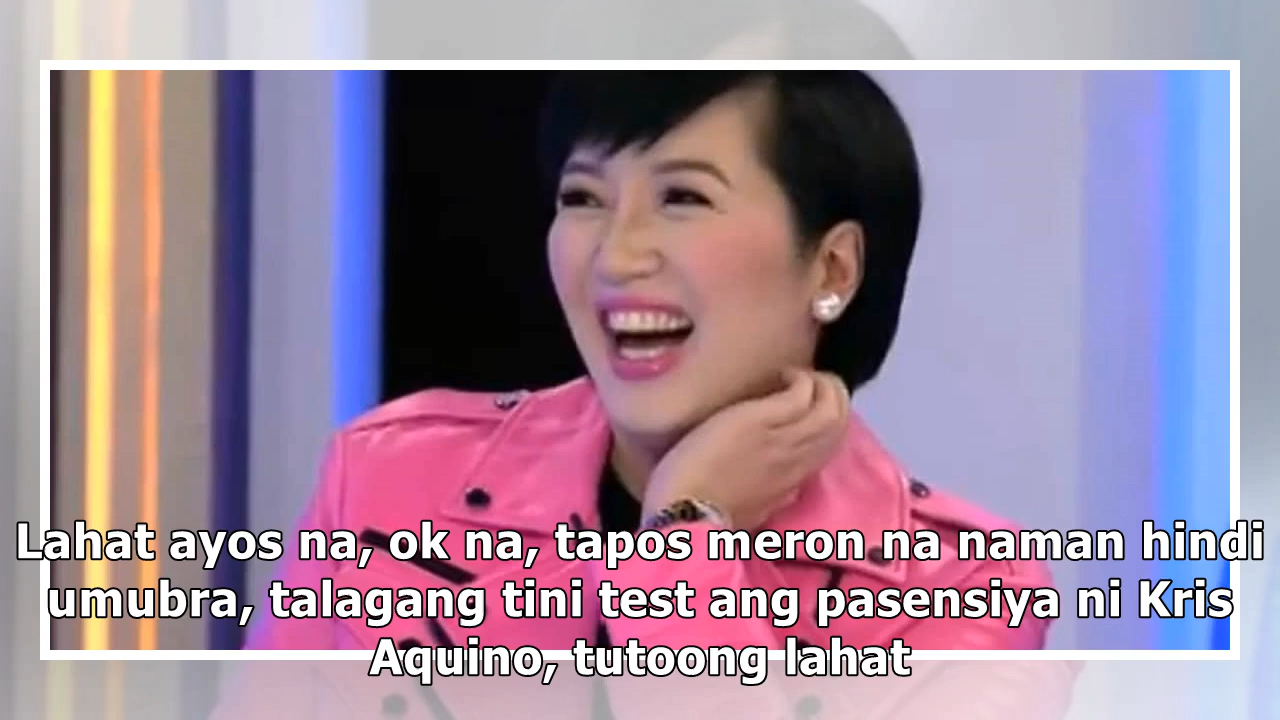 Lahat ayos na, ok na, tapos meron na naman hindi
umubra, talagang tini test ang pasensiya ni Kris
Aquino, tutoong lahat